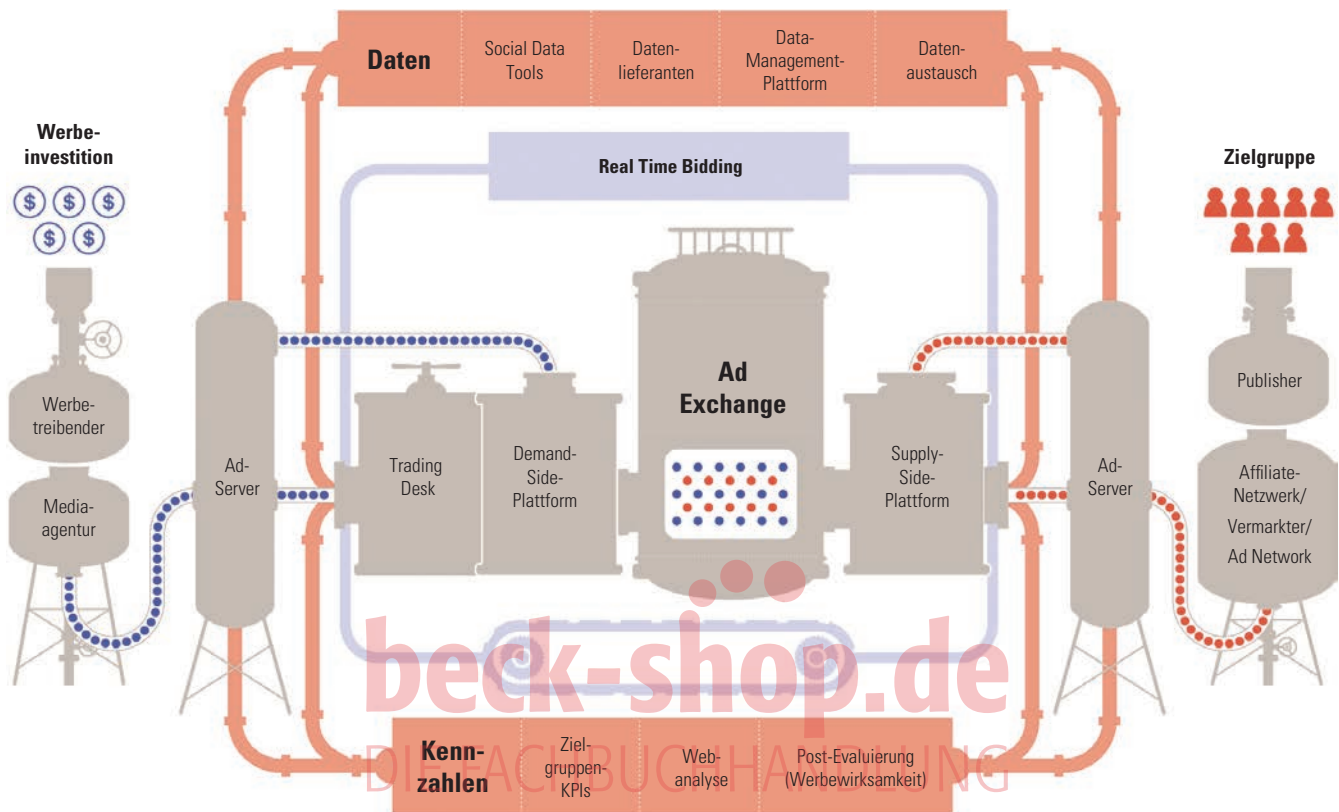 Daten
Social Data
Tools
Daten-
lieferanten
Data-
Management-
Plattform
Daten-
austausch
Werbe-
investition
$ $ $
$ $
Real Time Bidding
Zielgruppe
Werbe-
treibender
Media-
agentur
Ad-
Server
Trading
Desk
Demand-
Side-
Plattform
Ad
Exchange
Supply-
Side-
Plattform
Ad-
Server
Publisher
Affiliate-
Netzwerk/
Vermarkter/
Ad Network
beck-shop.de
DIE FACHBUCHHANDLUNG
Kenn-
zahlen
Ziel-
gruppen-
KPIs
Web-
analyse
Post-Evaluierung
(Werbewirksamkeit)